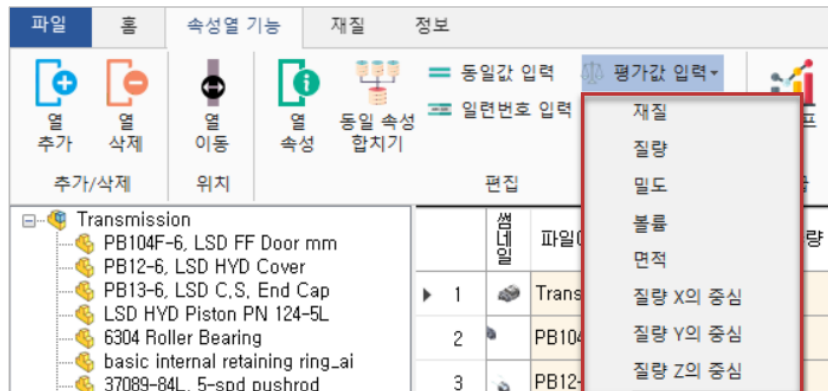 파일 홈 속성열 기능 재질 정보
동일값 입력 평가값 입력
일련번호 입력
열 추가
열 삭제
열 이동
열 속성
동일 속성 합치기
프
추가/삭제 위치 편집
재질
질량
밀도
볼륨
면적
질량 X의 중심
질량 Y의 중심
질량 Z의 중심
Transmission
PB104F-6, LSD FF Door mm
PB12-6, LSD HYD Cover
PB13-6, LSD C,S, End Cap
LSD HYD Piston PN 124-5L
6304 Roller Bearing
basic internal retaining ring_ai
37089-84L, 5-spd pushrod
썸네일 파일 량
1 Trans
2 PB104
3 PB12-